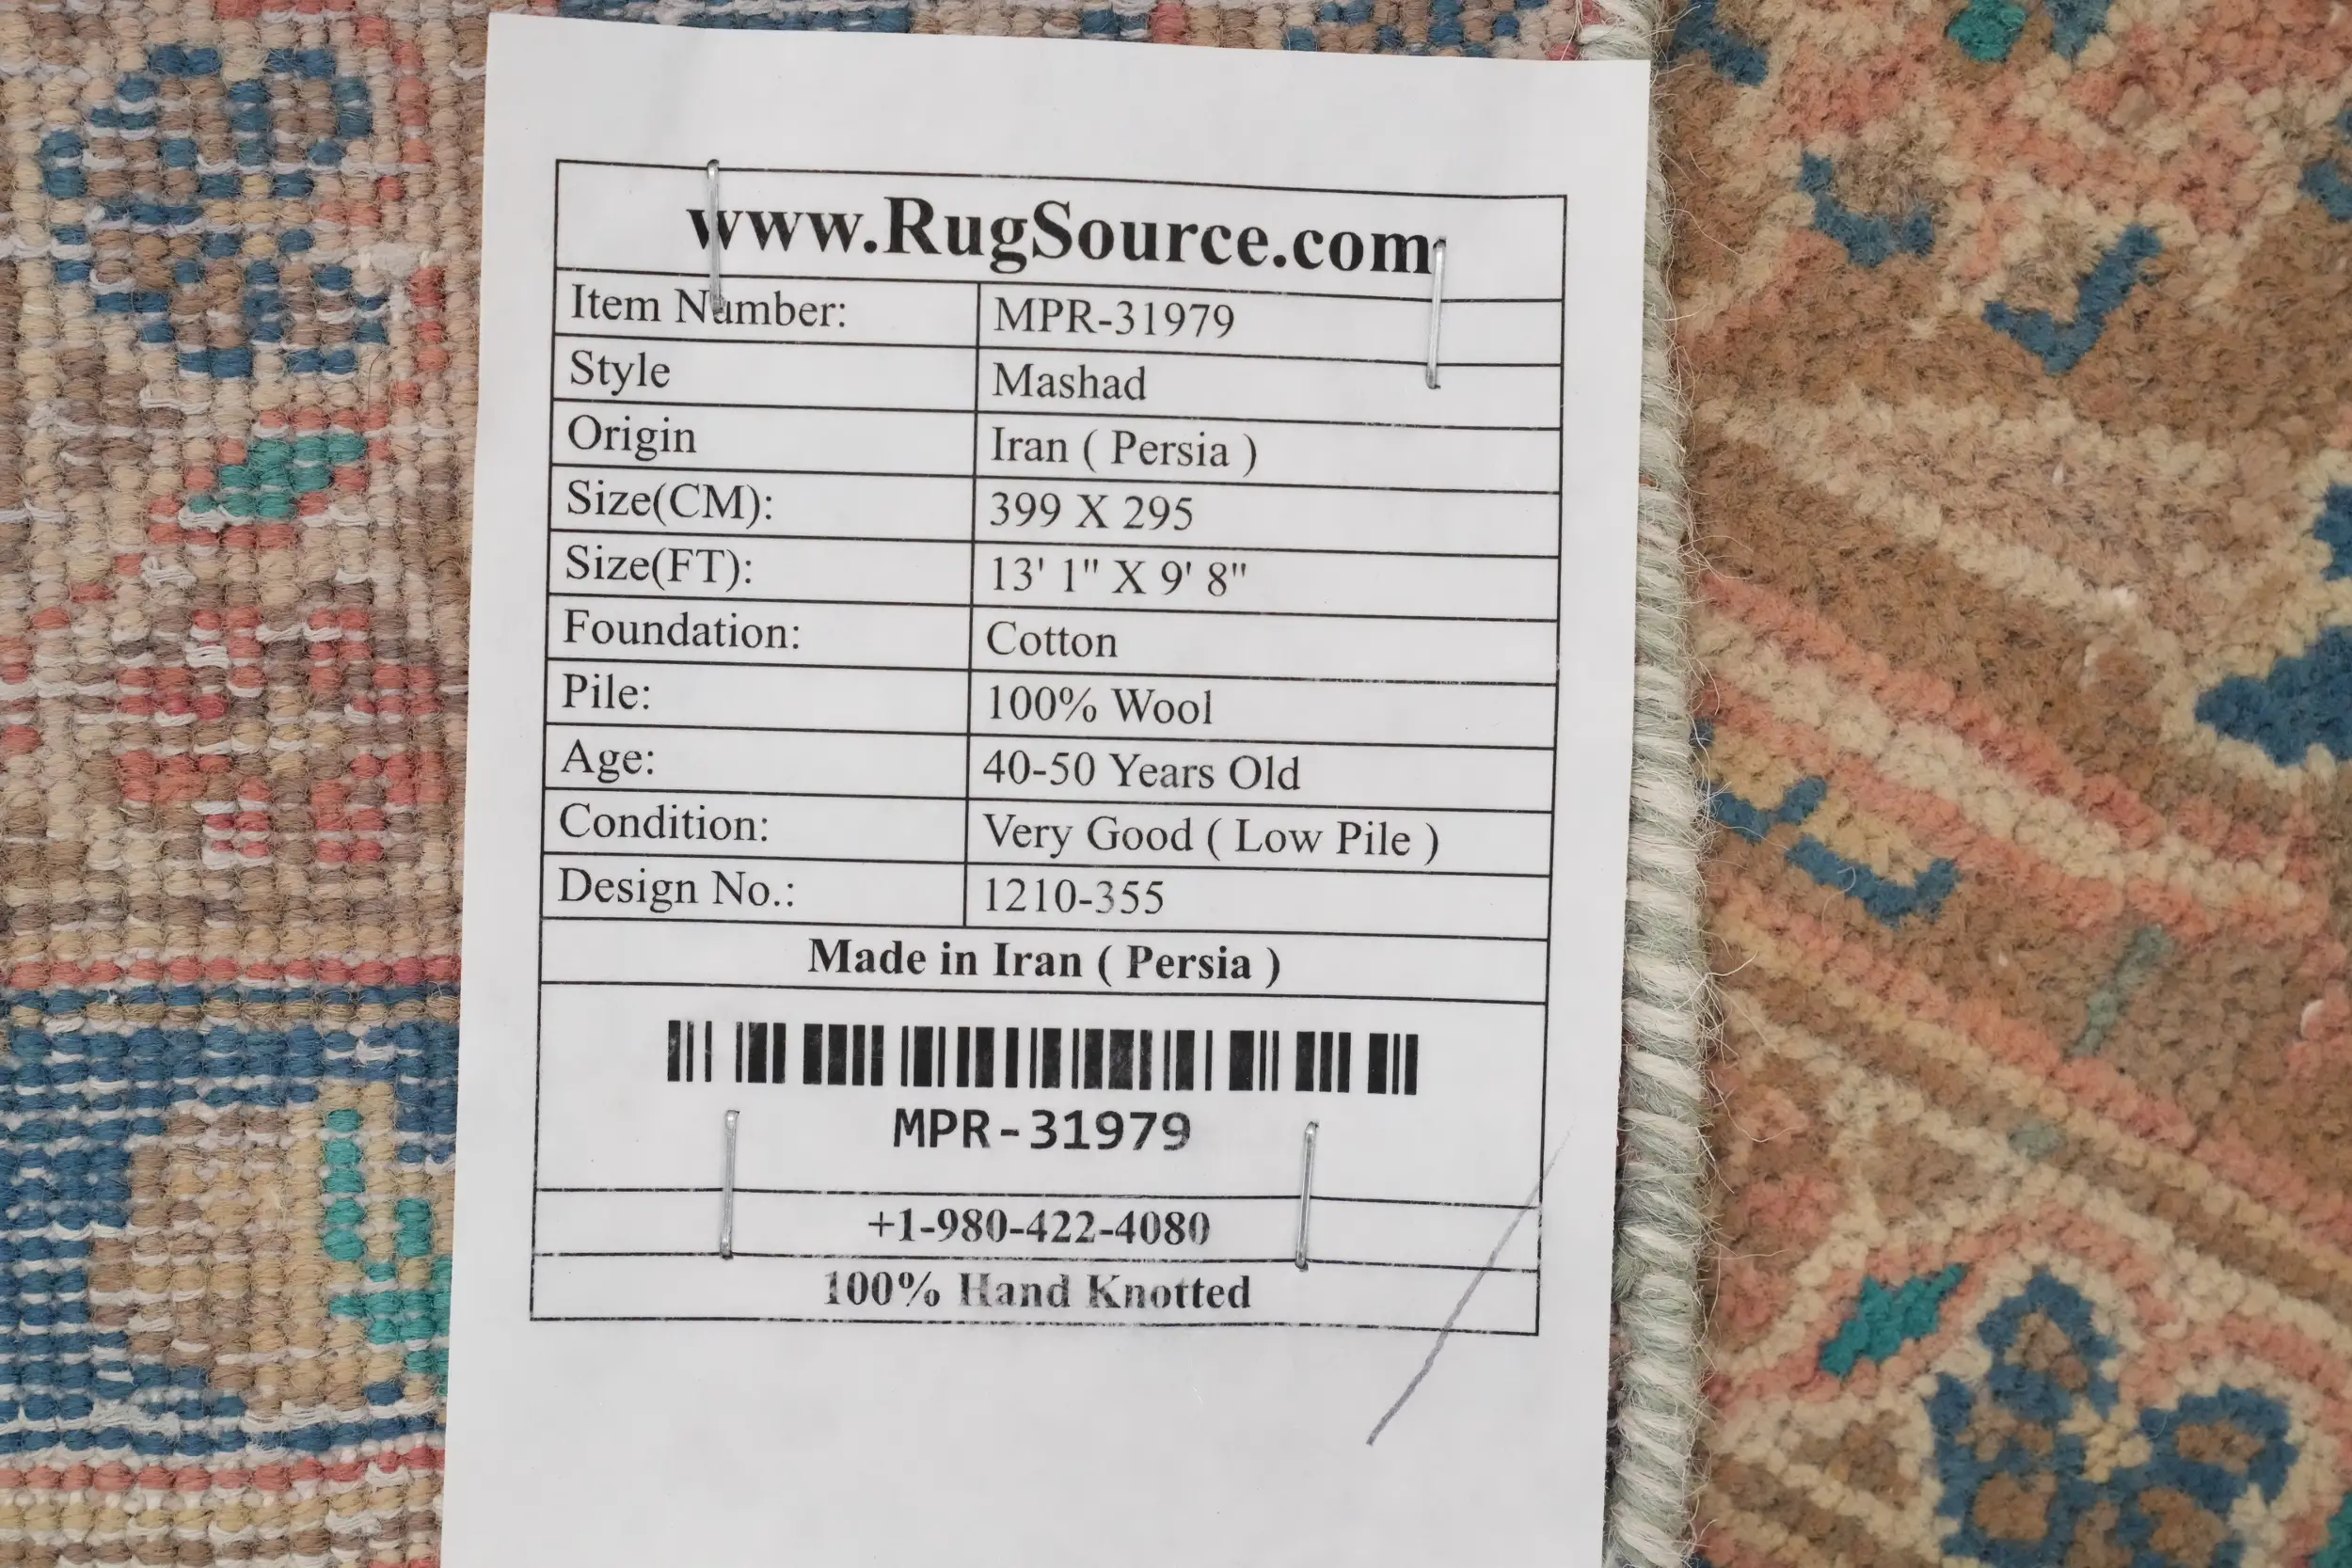 www.RugSource.com
Item Number: MPR-31979
Style Mashad
Origin Iran ( Persia )
Size(CM): 399 X 295
Size(FT): 13' 1" X 9' 8"
Foundation: Cotton
Pile: 100% Wool
Age: 40-50 Years Old
Condition: Very Good ( Low Pile )
Design No.: 1210-355
Made in Iran ( Persia )
MPR-31979
+1-980-422-4080
100% Hand Knotted